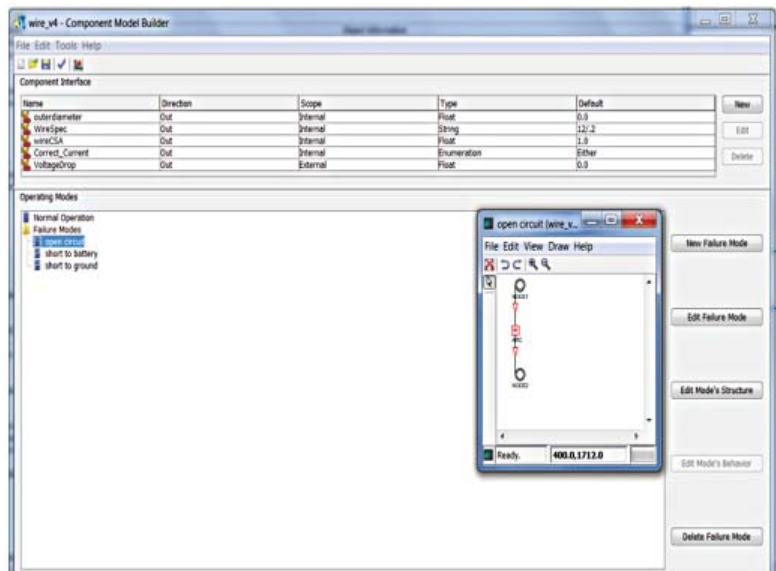 wire_v4 - Component Model Builder
File Edit Tools Help
Component Interface
Name Direction Scope Type Default
outerdiameter Out Internal Float 0.0
WireSpec Out Internal String 12/.2
wireCSA Out Internal Float 1.0
Correct_Current Out Internal Enumeration Either
VoltageDrop Out External Float 0.0
New
Edit
Delete
Operating Modes
Normal Operation
Failure Modes
open circuit
short to battery
short to ground
open circuit (wire_v...
File Edit View Draw Help
Ready. 400.0,1712.0
New Failure Mode
Edit Failure Mode
Edit Mode's Structure
Edit Mode's Behavior
Delete Failure Mode